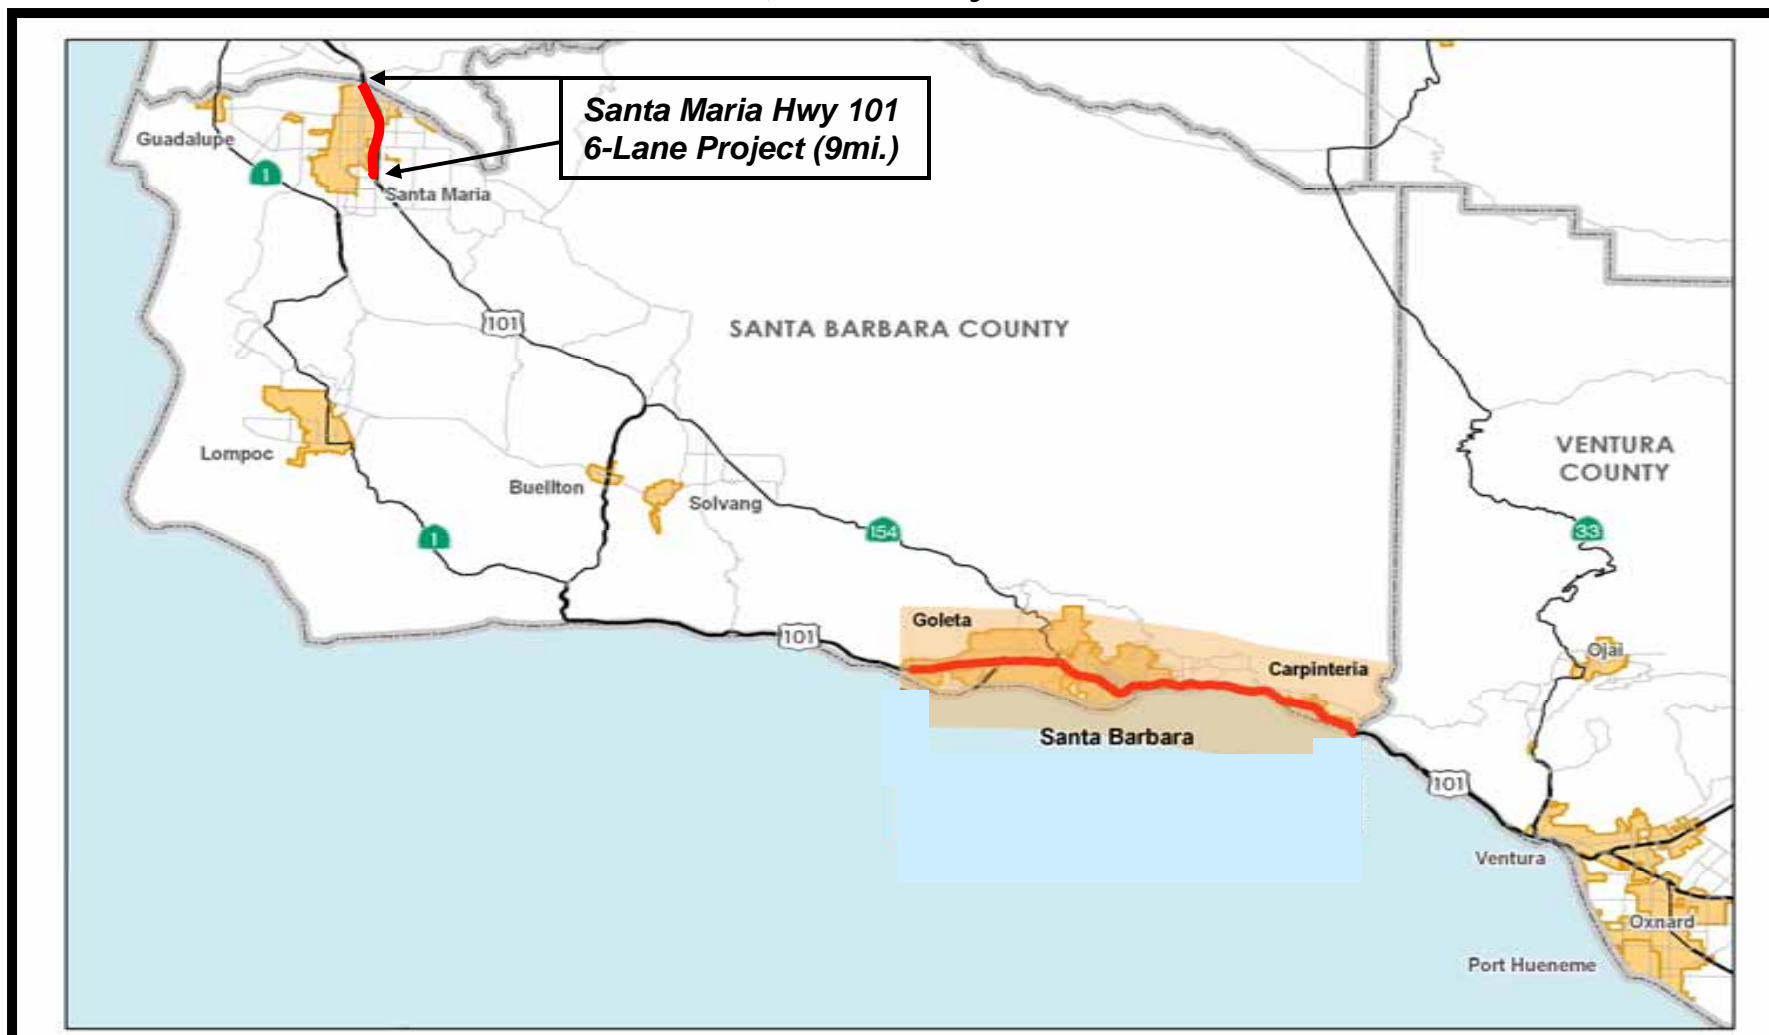 Santa Maria Hwy 101
6-Lane Project (9mi.)
Guadalupe
1
Santa Maria
101
SANTA BARBARA COUNTY
Lompoc
Buellton
Solvang
VENTURA
COUNTY
1
154
33
Goleta
101
Ojai
Carpinteria
Santa Barbara
101
Ventura
Oxnard
Port Hueneme